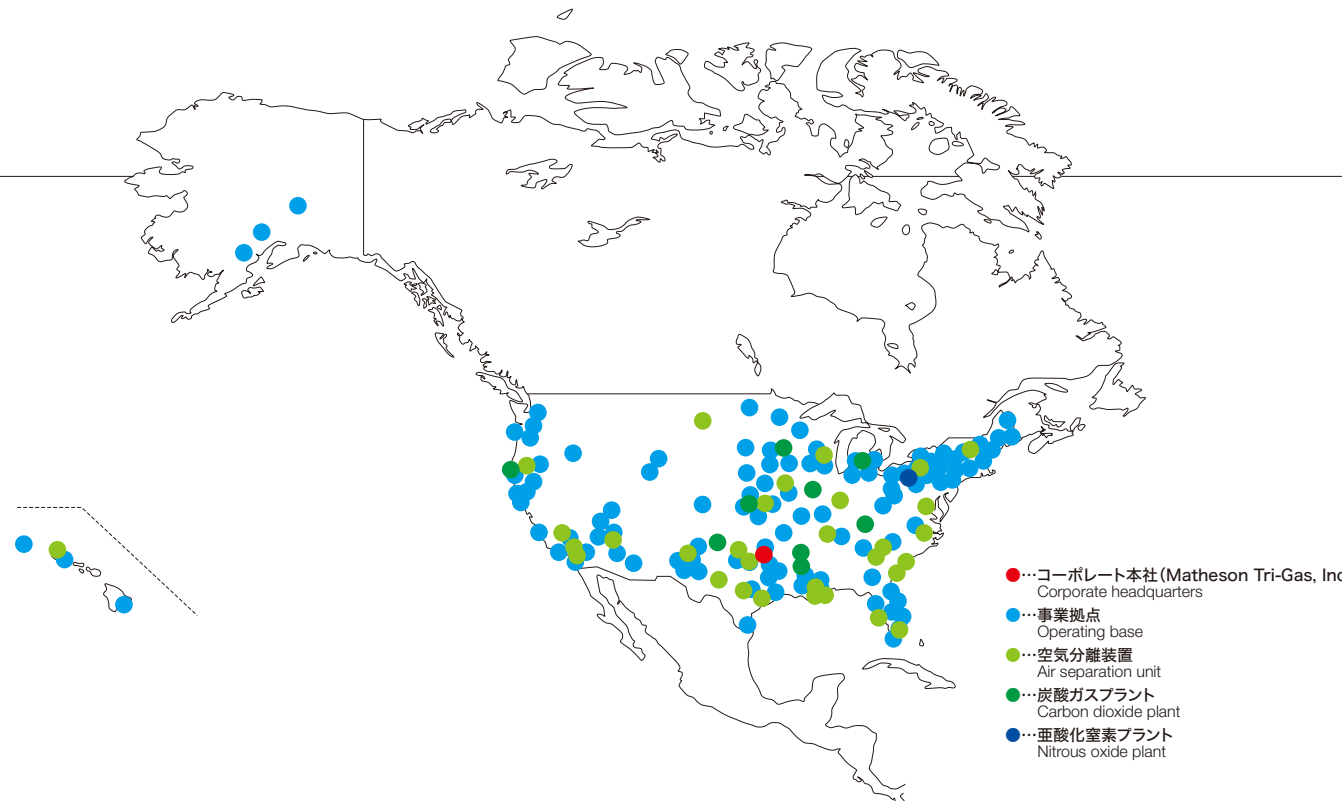 ●…コーポレート本社(Matheson Tri-Gas, Inc
Corporate headquarters
●…事業拠点
Operating base
●…空気分離装置
Air separation unit
●…炭酸ガスプラント
Carbon dioxide plant
●…亜酸化窒素プラント
Nitrous oxide plant